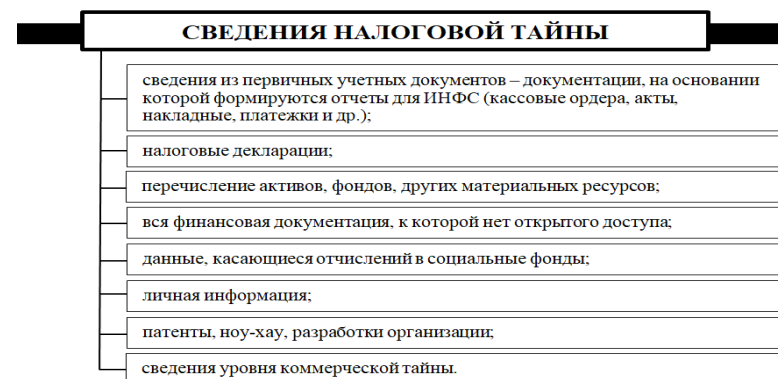 СВЕДЕНИЯ НАЛОГОВОЙ ТАЙНЫ
сведения из первичных учетных документов – документации, на основании
которой формируются отчеты для ИНФС (кассовые ордера, акты,
накладные, платежки и др.);
налоговые декларации;
перечисление активов, фондов, других материальных ресурсов;
вся финансовая документация, к которой нет открытого доступа;
данные, касающиеся отчислений в социальные фонды;
личная информация;
патенты, ноу-хау, разработки организации;
сведения уровня коммерческой тайны.